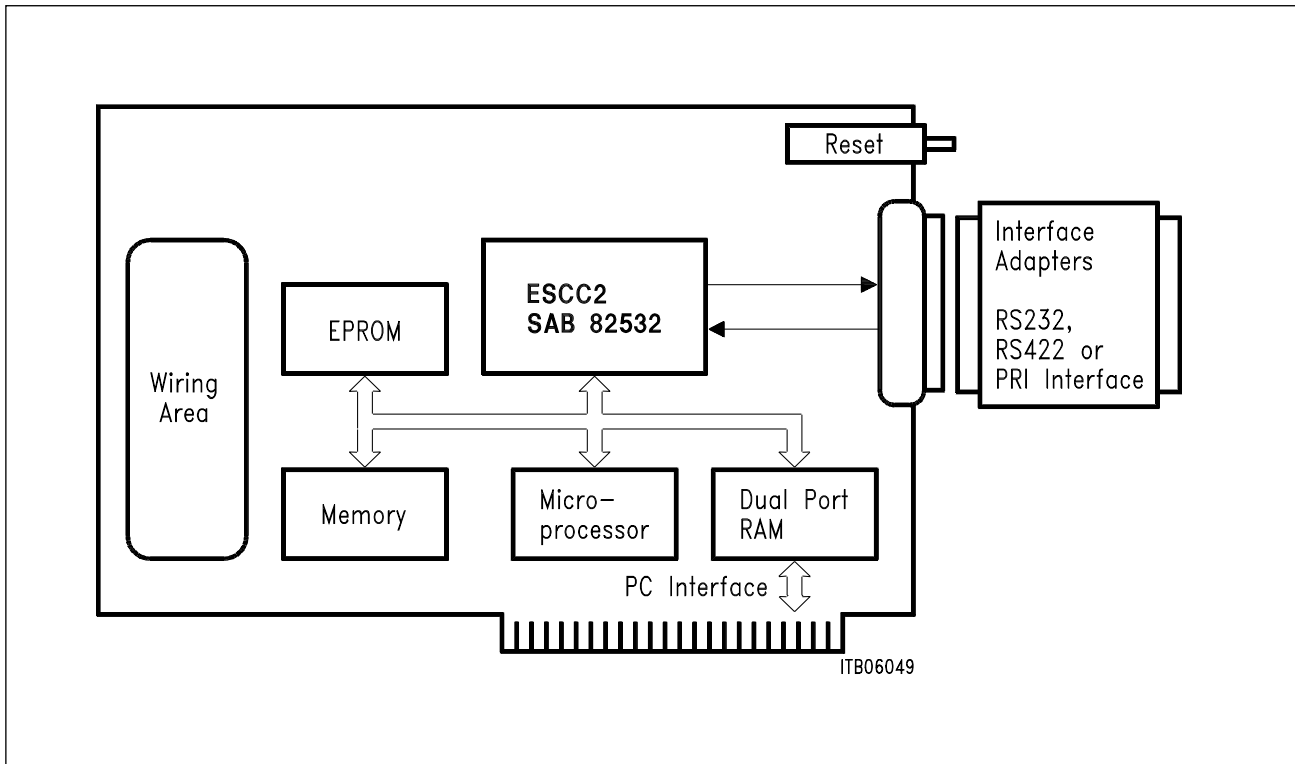 Reset
Interface
Adapters
RS232,
RS422 or
PRI Interface
ESCC2
SAB 82532
EPROM
Wiring
Area
Memory
Micro-
processor
Dual Port
RAM
PC Interface
ITB06049